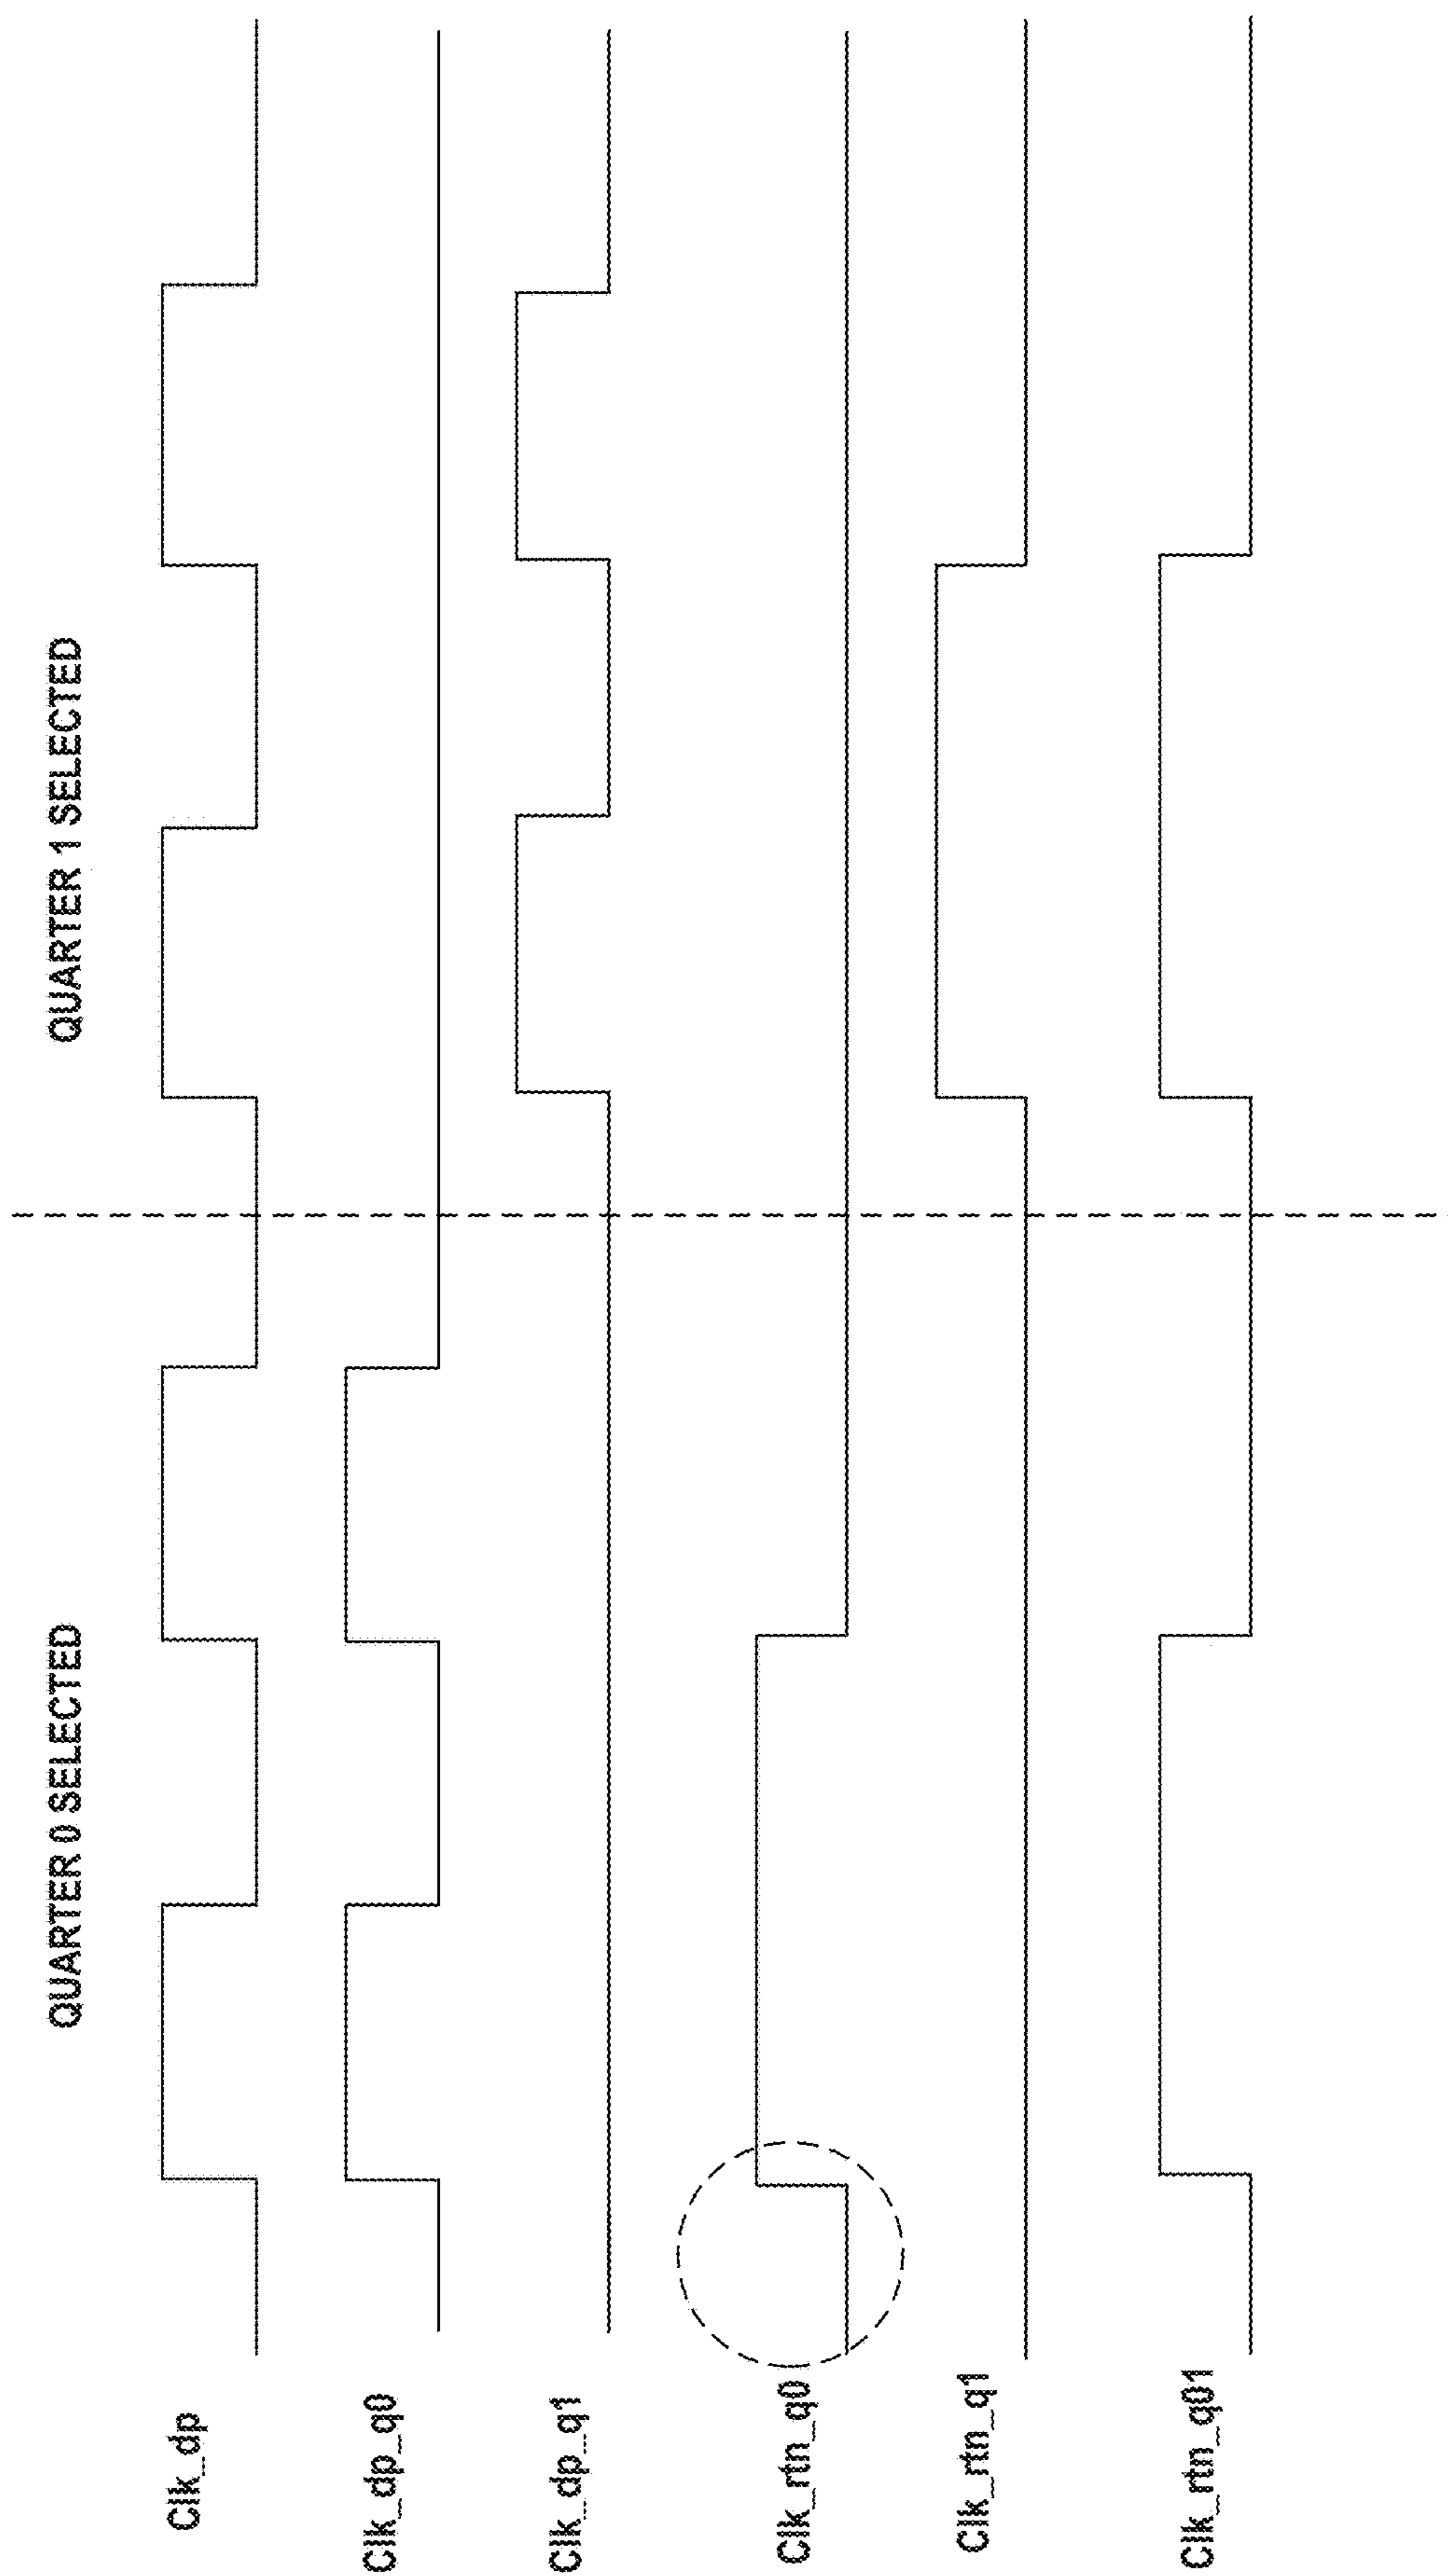 QUARTER 0 SELECTED
QUARTER 1 SELECTED
Clk_dp
Clk_dp_q0
Clk_dp_q1
Clk_rtn_q0
Clk_rtn_q1
Clk_rtn_q01